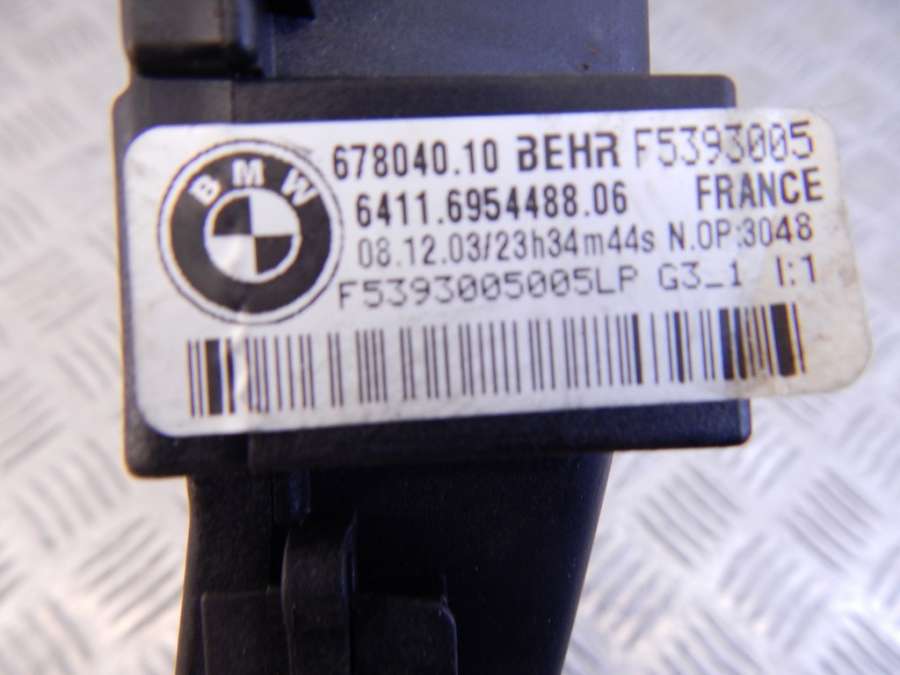 BMW
678040.10 BEHR F5393005
6411.6954488.06 FRANCE
08.12.03/23h34m44s N.OP:3048
F5393005005LP G3_1 I:1